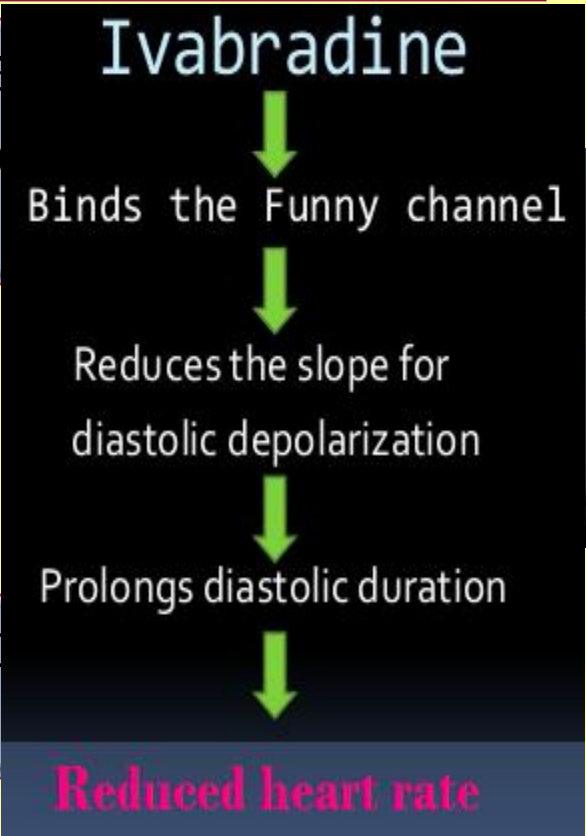 Ivabradine
Binds the Funny channel
Reduces the slope for
diastolic depolarization
Prolongs diastolic duration
Reduced heart rate